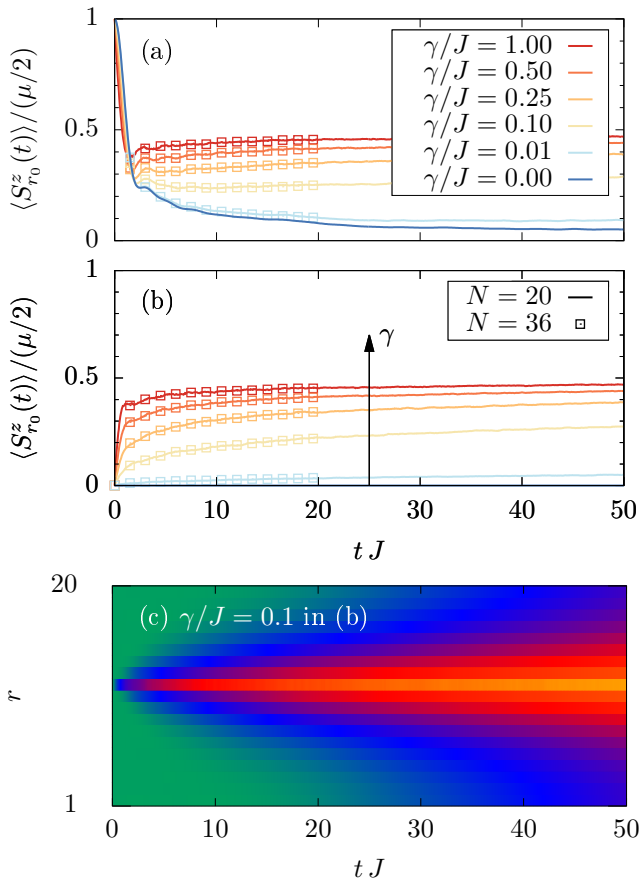 1
(a)
γ/J = 1.00
γ/J = 0.50
γ/J = 0.25
γ/J = 0.10
γ/J = 0.01
γ/J = 0.00
0.5
0
⟨S^z_{r_0}(t)⟩/(μ/2)
1
(b)
N = 20
N = 36
γ
0.5
0
⟨S^z_{r_0}(t)⟩/(μ/2)
0 10 20 30 40 50
t J
20
(c) γ/J = 0.1 in (b)
r
1
0 10 20 30 40 50
t J